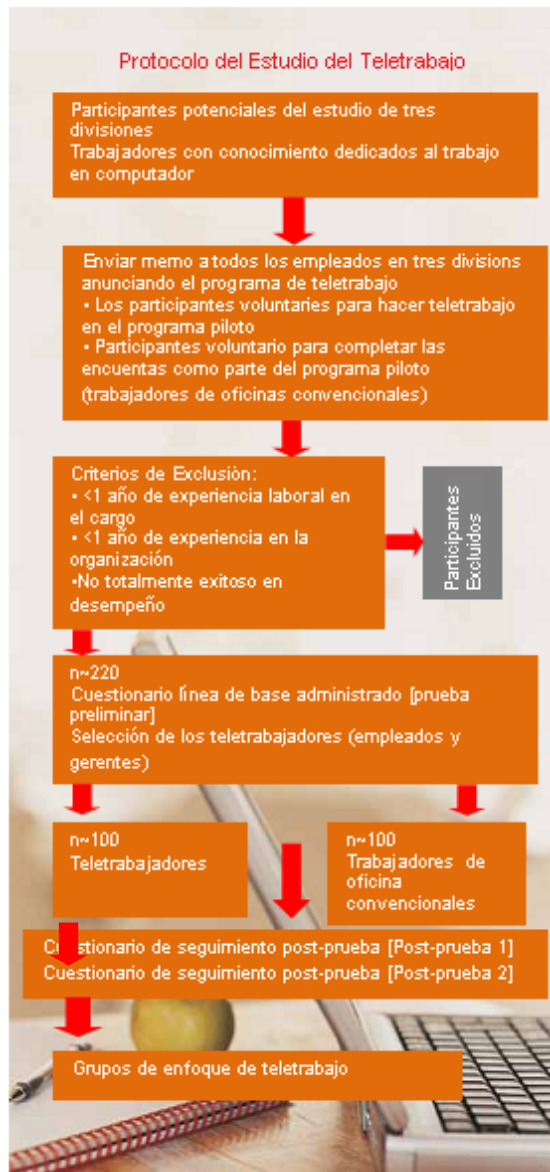 Protocolo del Estudio del Teletrabajo
Participantes potenciales del estudio de tres
divisiones
Trabajadores con conocimiento dedicados al trabajo
en computador
Enviar memo a todos los empleados en tres divisions
anunciando el programa de teletrabajo
• Los participantes voluntaries para hacer teletrabajo
en el programa piloto
• Participantes voluntario para completar las
encuentas como parte del programa piloto
(trabajadores de oficinas convencionales)
Criterios de Exclusión:
• <1 año de experiencia laboral en
el cargo
• <1 año de experiencia en la
organización
•No totalmente exitoso en
desempeño
Participantes
Excluidos
n~220
Cuestionario línea de base administrado [prueba
preliminar]
Selección de los teletrabajadores (empleados y
gerentes)
n~100
Teletrabajadores
n~100
Trabajadores de
oficina
convencionales
Cuestionario de seguimiento post-prueba [Post-prueba 1]
Cuestionario de seguimiento post-prueba [Post-prueba 2]
Grupos de enfoque de teletrabajo